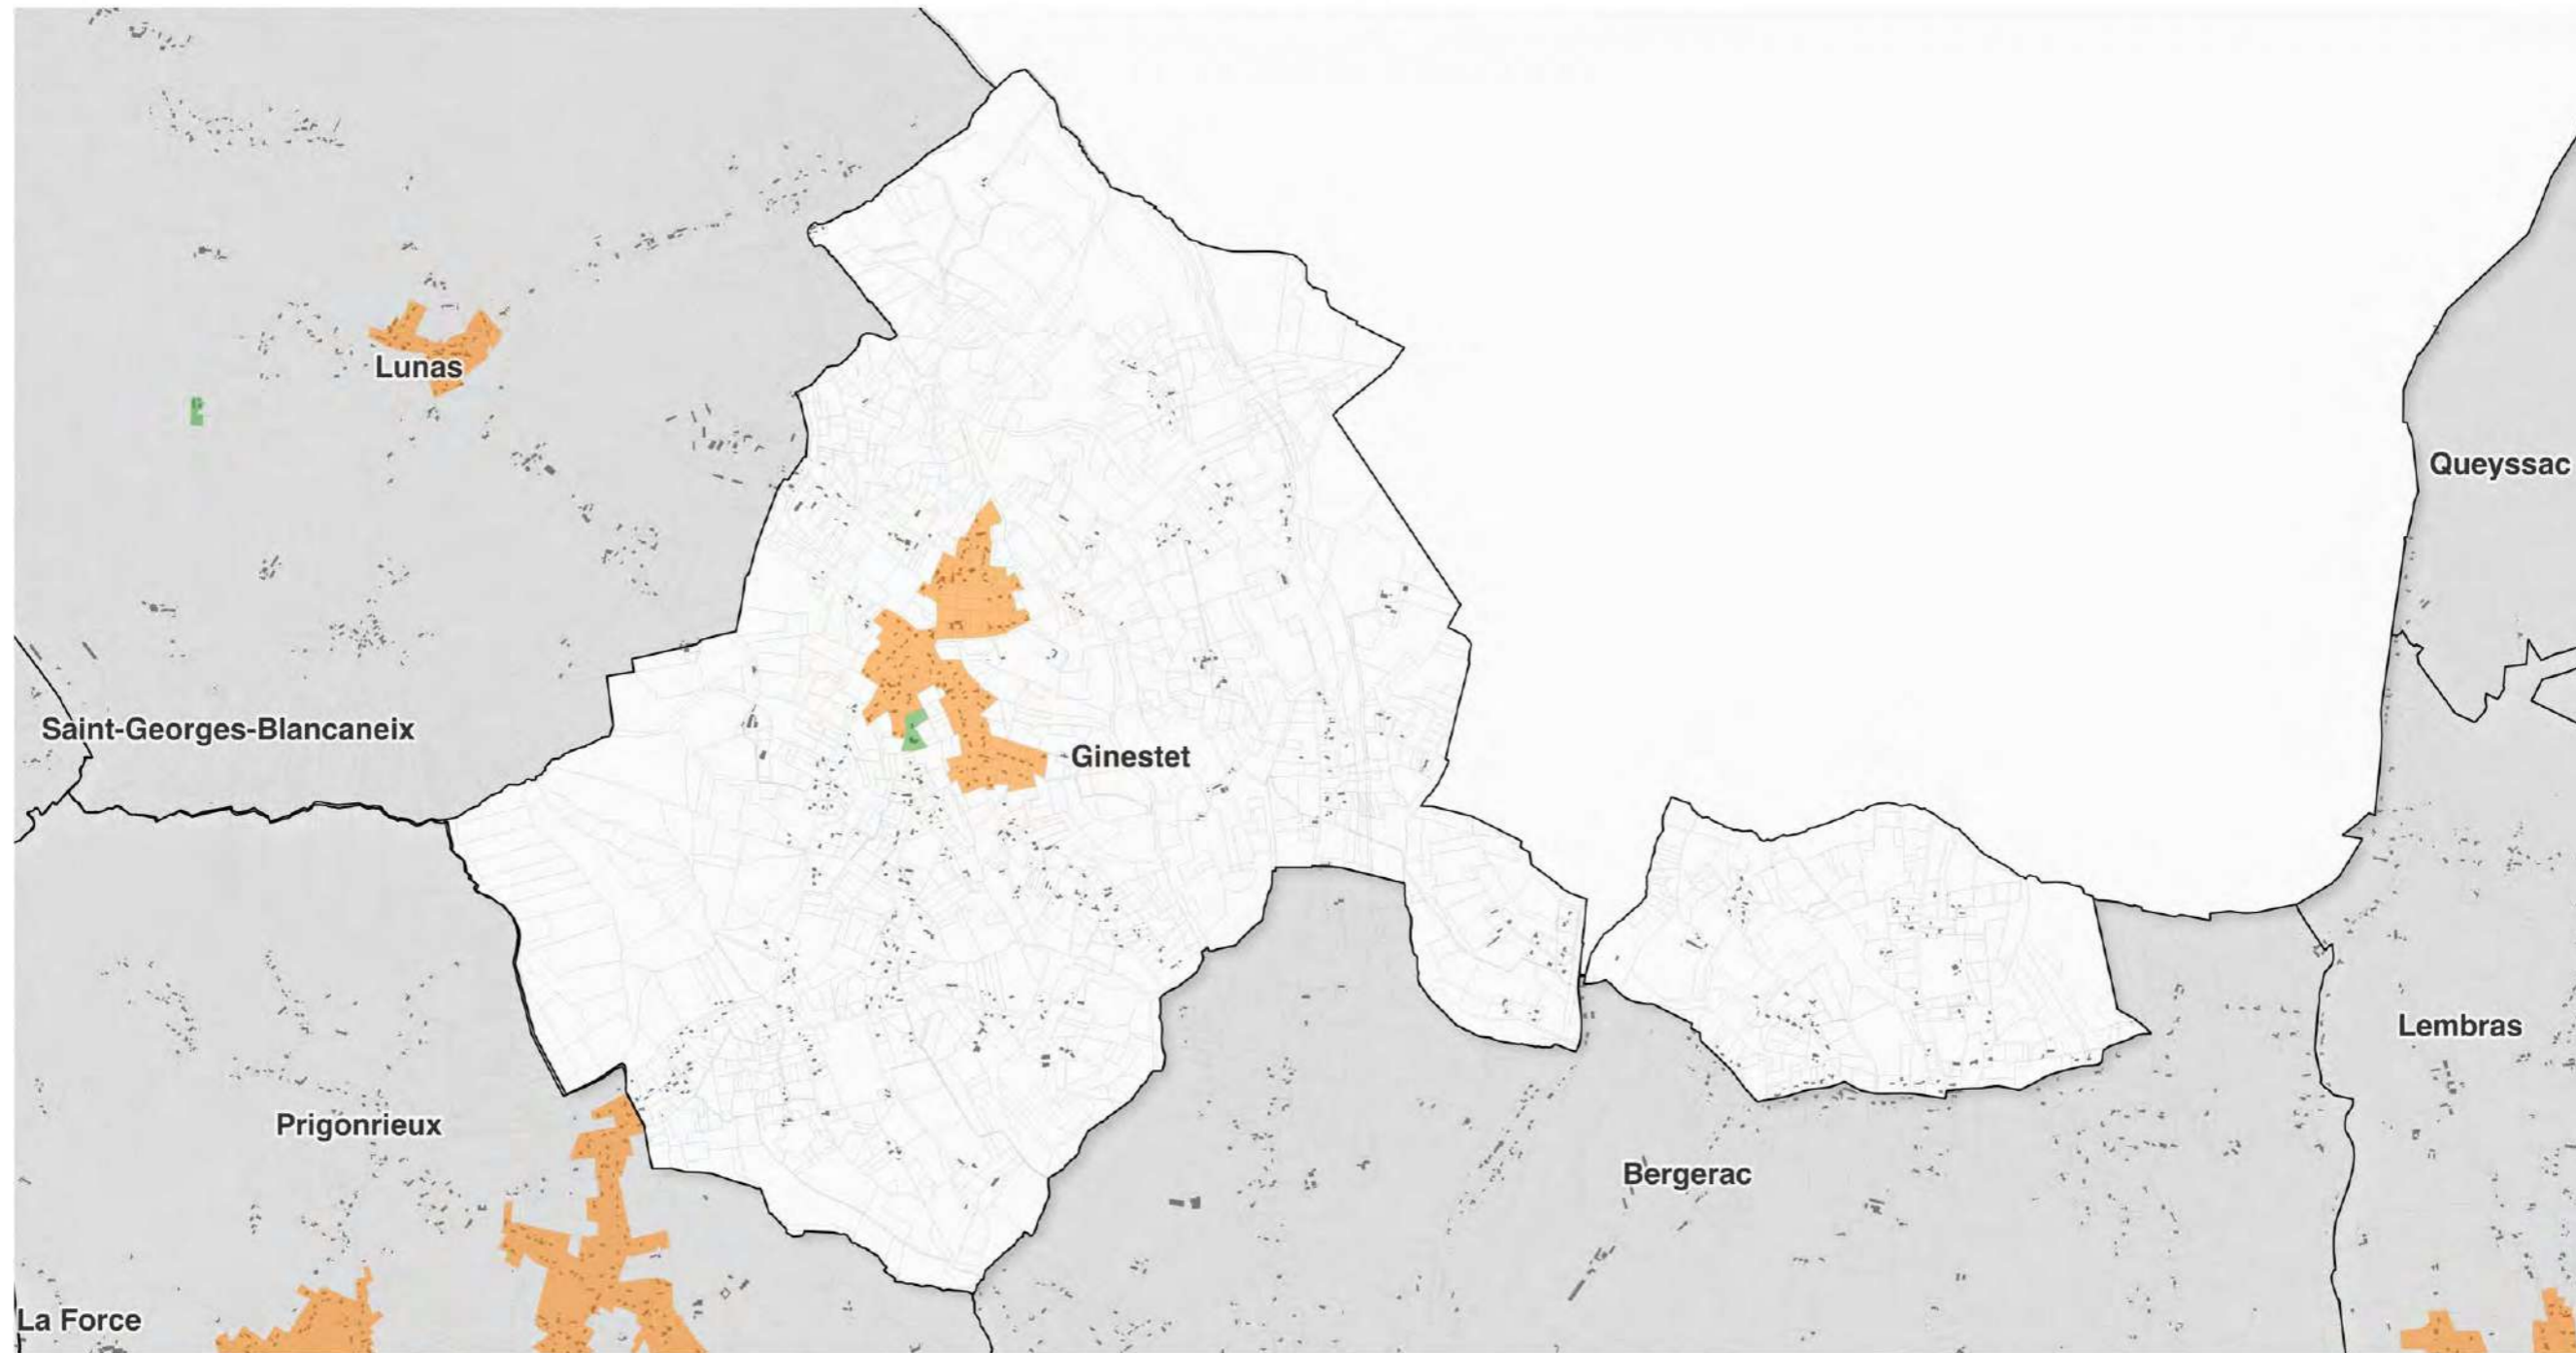 Lunas
Queyssac
Saint-Georges-Blancaneix
Ginestet
Lembras
Prigonrieux
Bergerac
La Force